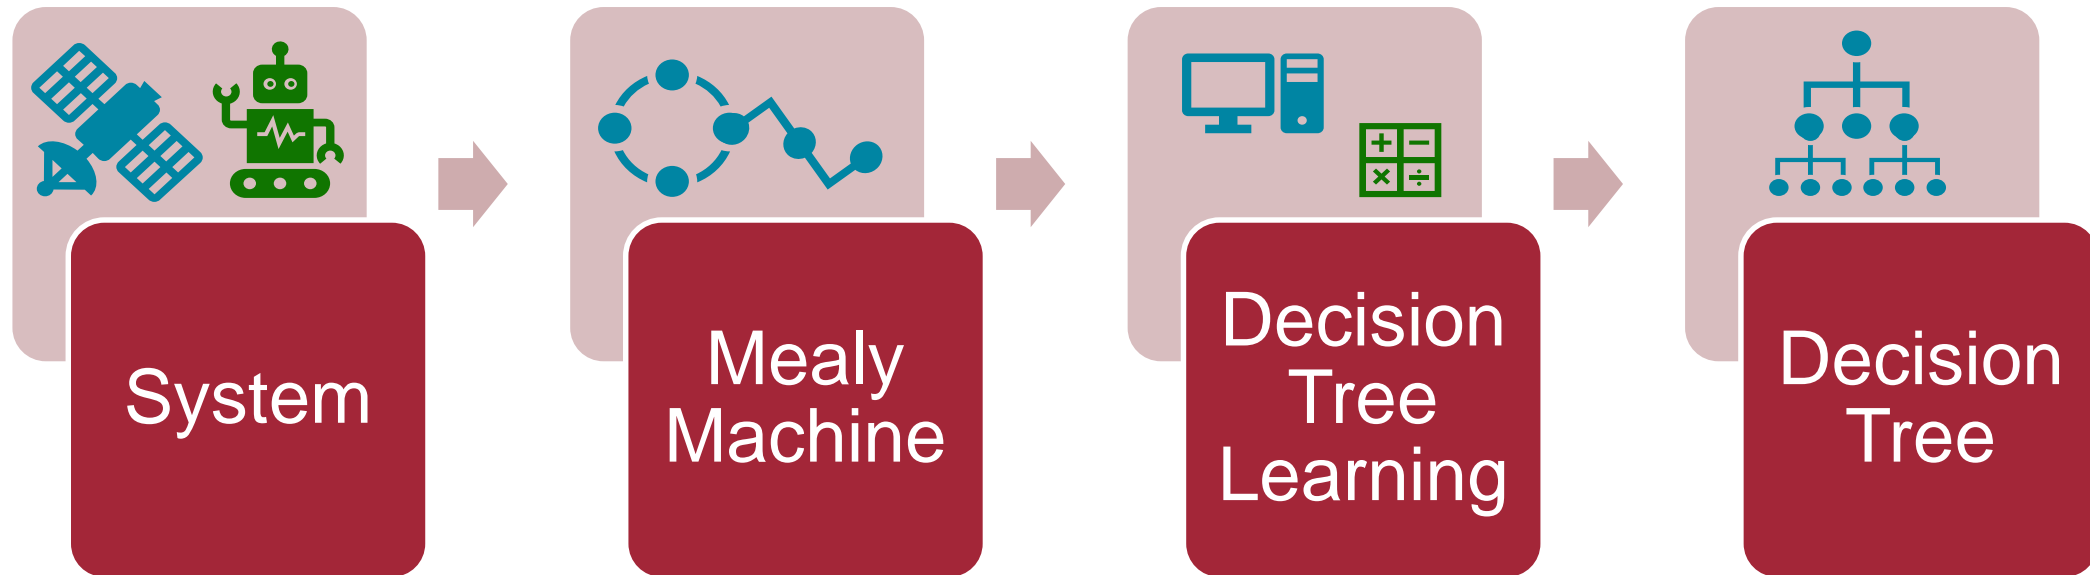 System
Mealy
Machine
Decision
Tree
Learning
Decision
Tree